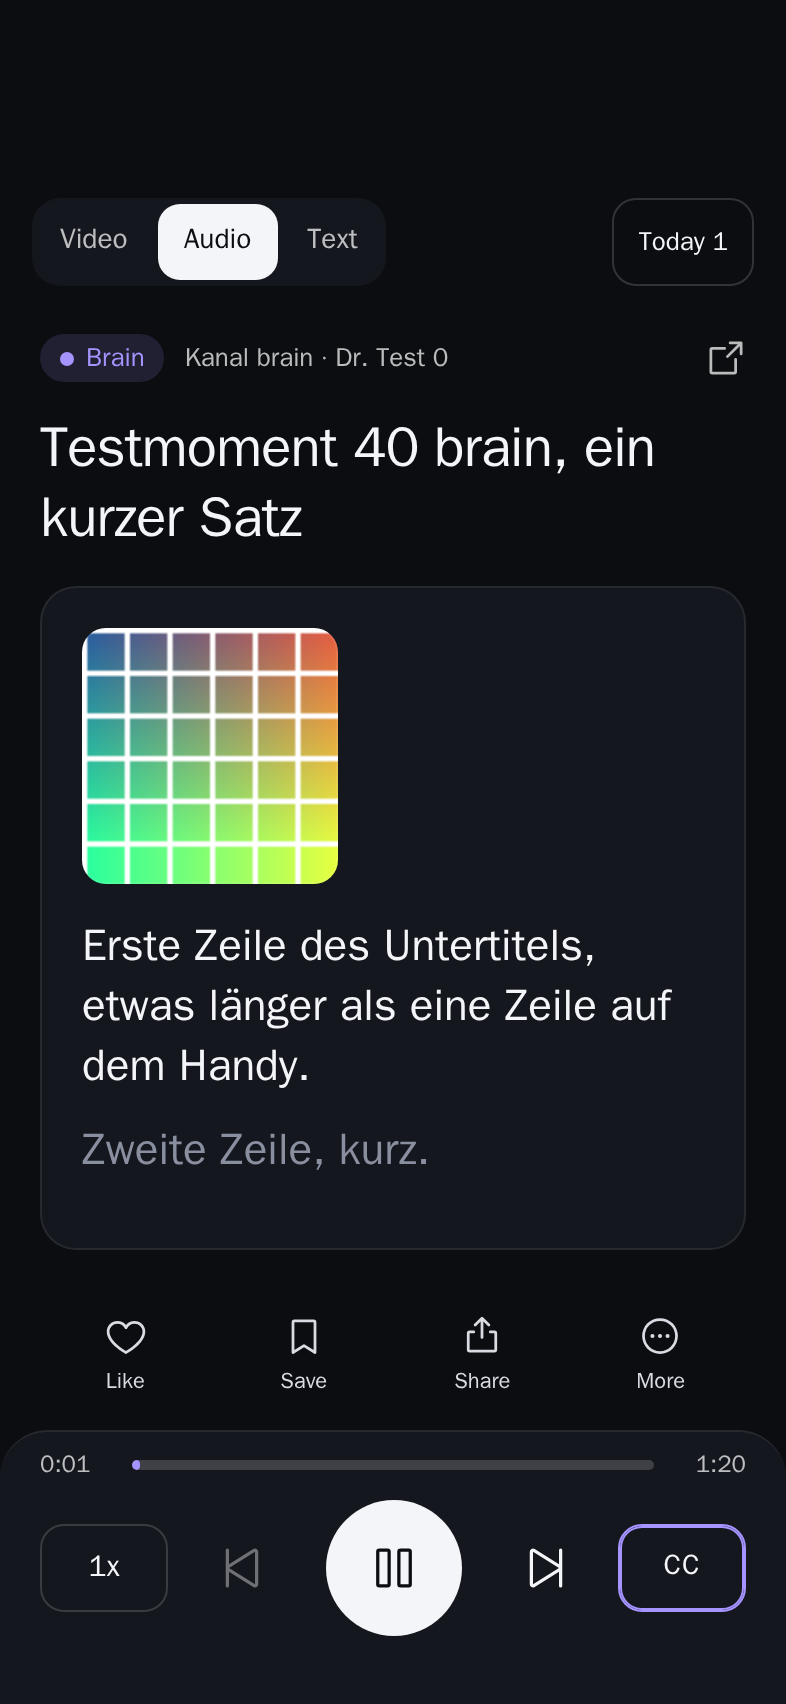 Video
Audio
Text
Today 1
Brain
Kanal brain · Dr. Test 0
Testmoment 40 brain, ein
kurzer Satz
Erste Zeile des Untertitels,
etwas länger als eine Zeile auf
dem Handy.
Zweite Zeile, kurz.
Like
Save
Share
More
0:01
1:20
1x
CC